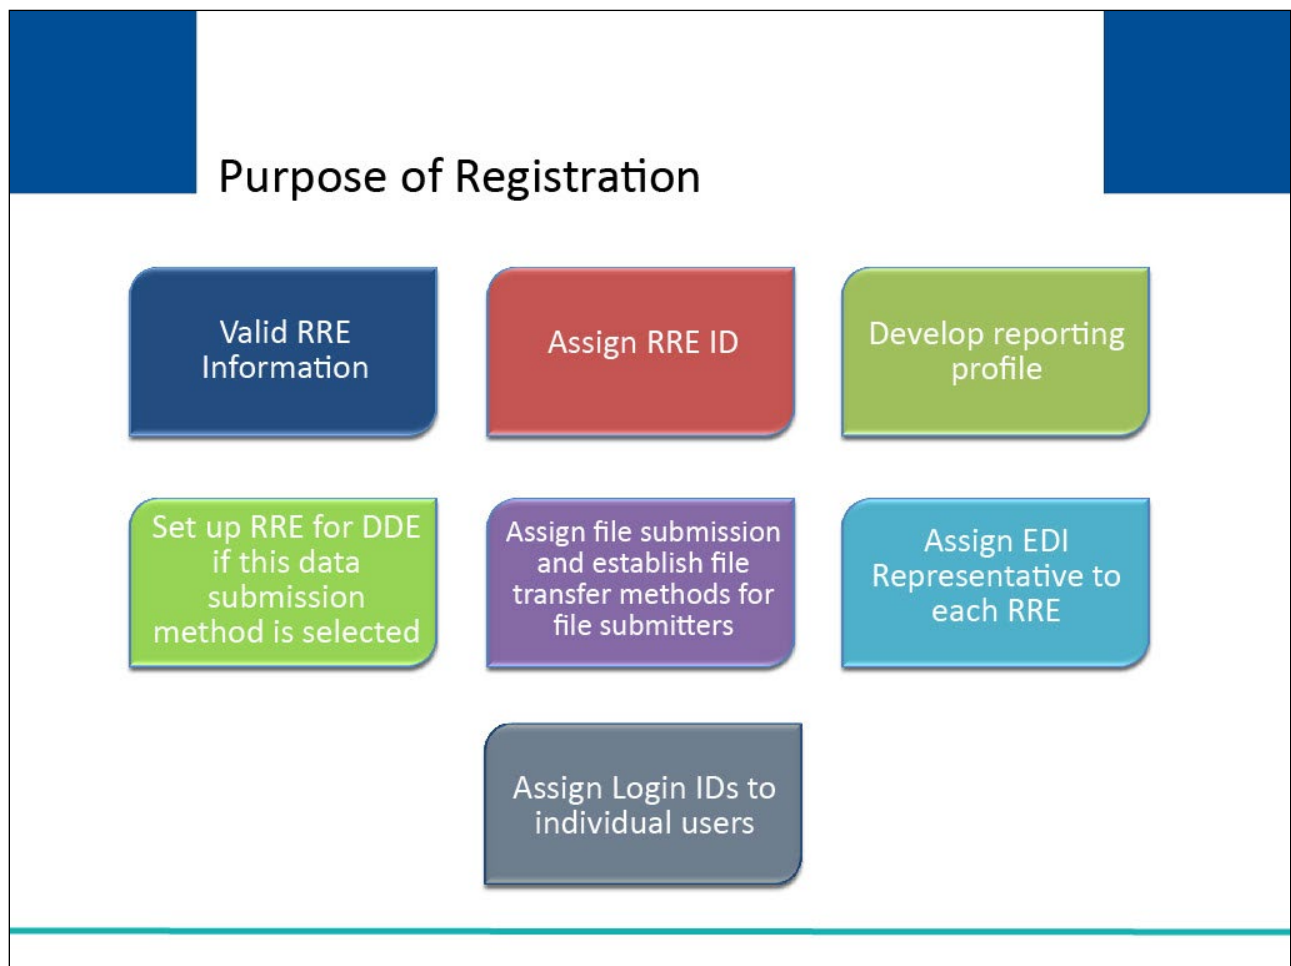 Purpose of Registration
Valid RRE
Information
Assign RRE ID
Develop reporting
profile
Set up RRE for DDE
if this data
submission
method is selected
Assign file submission
and establish file
transfer methods for
file submitters
Assign EDI
Representative to
each RRE
Assign Login IDs to
individual users